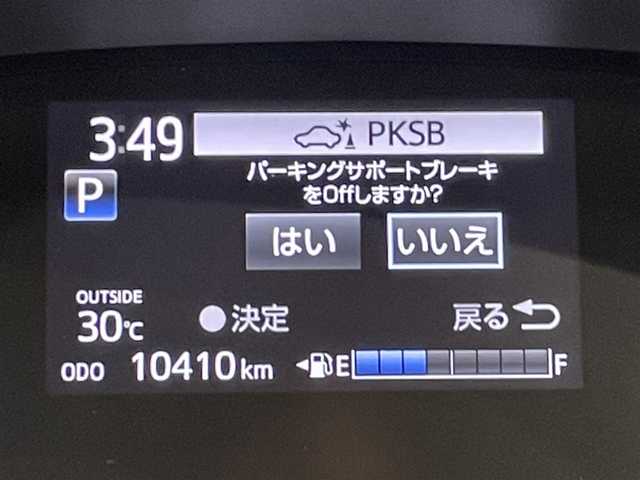 3:49
PKSB
P
パーキングサポートブレーキ
をOffしますか?
はい いいえ
OUTSIDE
30℃
決定 戻る
ODO 10410 km E F